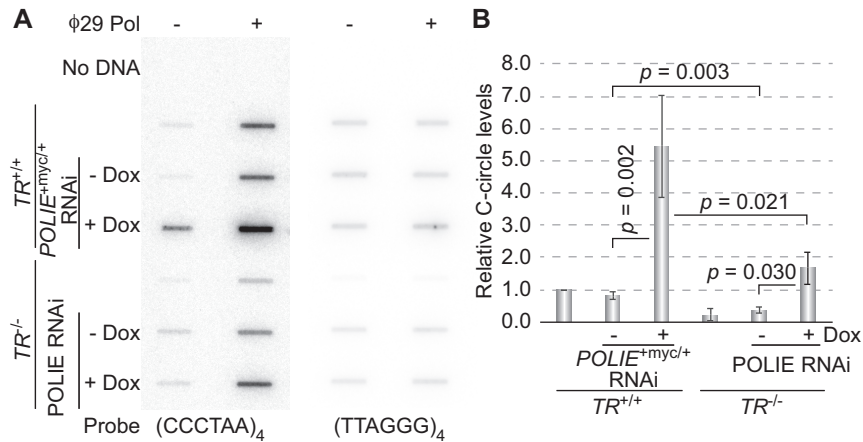 A
ϕ29 Pol - + - +
No DNA
TR+/+
POLIE+myc/+
RNAi
- Dox
+ Dox
TR-/-
POLIE RNAi
- Dox
+ Dox
Probe (CCCTAA)4 (TTAGGG)4
B
Relative C-circle levels
8.0
7.0
6.0
5.0
4.0
3.0
2.0
1.0
0.0
p = 0.003
p = 0.002
p = 0.021
p = 0.030
- + - + Dox
POLIE+myc/+
RNAi
POLIE RNAi
TR+/+ TR-/-